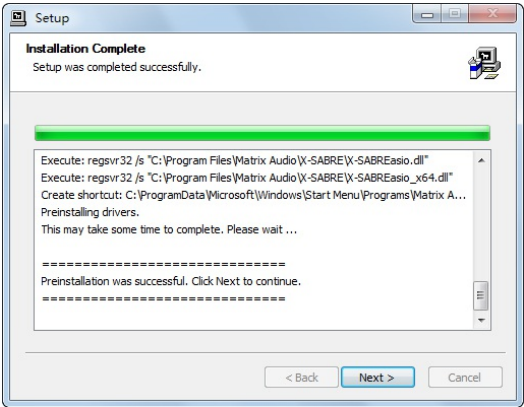 Setup
Installation Complete
Setup was completed successfully.
Execute: regsvr32 /s "C:\Program Files\Matrix Audio\X-SABRE\X-SABREasio.dll"
Execute: regsvr32 /s "C:\Program Files\Matrix Audio\X-SABRE\X-SABREasio_x64.dll"
Create shortcut: C:\ProgramData\Microsoft\Windows\Start Menu\Programs\Matrix A...
Preinstalling drivers.
This may take some time to complete. Please wait ...
==============================
Preinstallation was successful. Click Next to continue.
==============================
< Back
Next >
Cancel